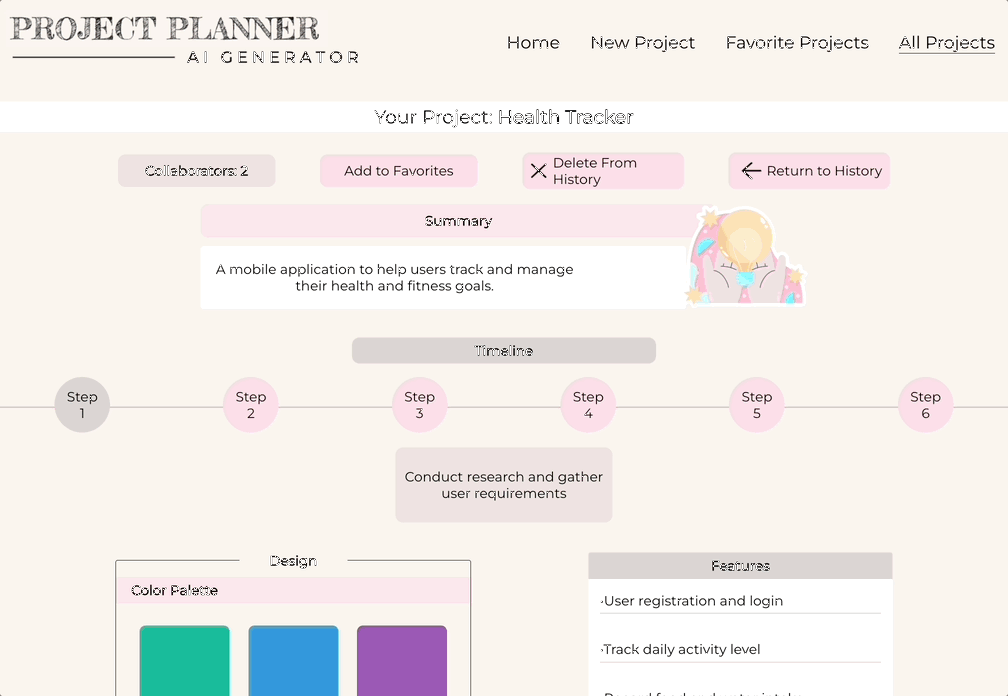 PROJECT PLANNER
AI GENERATOR
Home
New Project
Favorite Projects
All Projects
Your Project: Health Tracker
Collaborators: 2
Add to Favorites
Delete From
History
Return to History
Summary
A mobile application to help users track and manage
their health and fitness goals.
Timeline
Step
1
Step
2
Step
3
Step
4
Step
5
Step
6
Conduct research and gather
user requirements
Design
Color Palette
Features
·User registration and login
·Track daily activity level